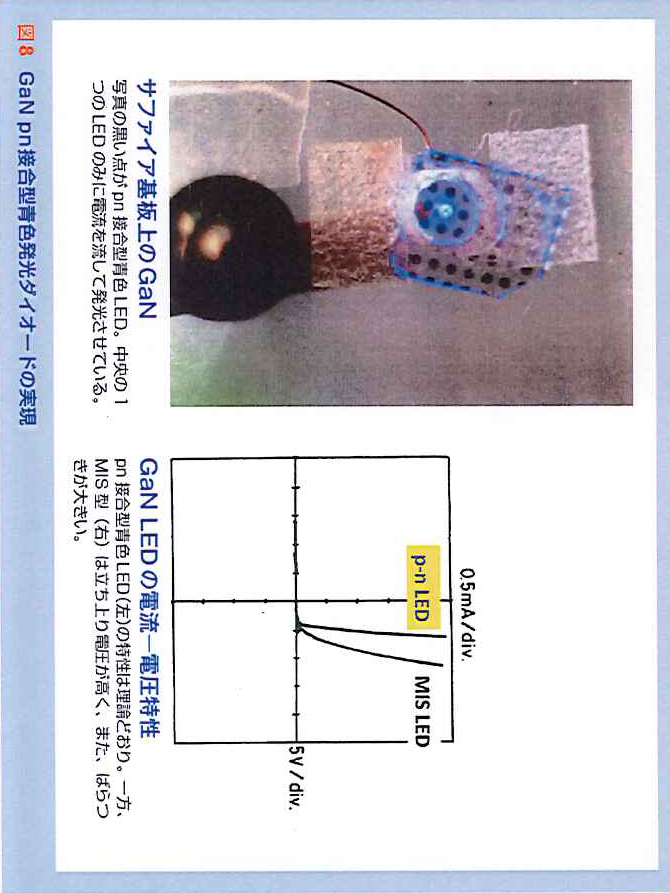 サファイア基板上のGaN
写真の黒い点がpn接合型青色LED。中央の1
つのLEDのみに電流を流して発光させている。
0.5mA/div.
p-n LED
MIS LED
5V/div.
GaN LEDの電流―電圧特性
pn接合型青色LED(左)の特性は理論どおり。一方、
MIS型（右）は立ち上り電圧が高く、また、ばらつ
きが大きい。
図8 GaN pn接合型青色発光ダイオードの実現